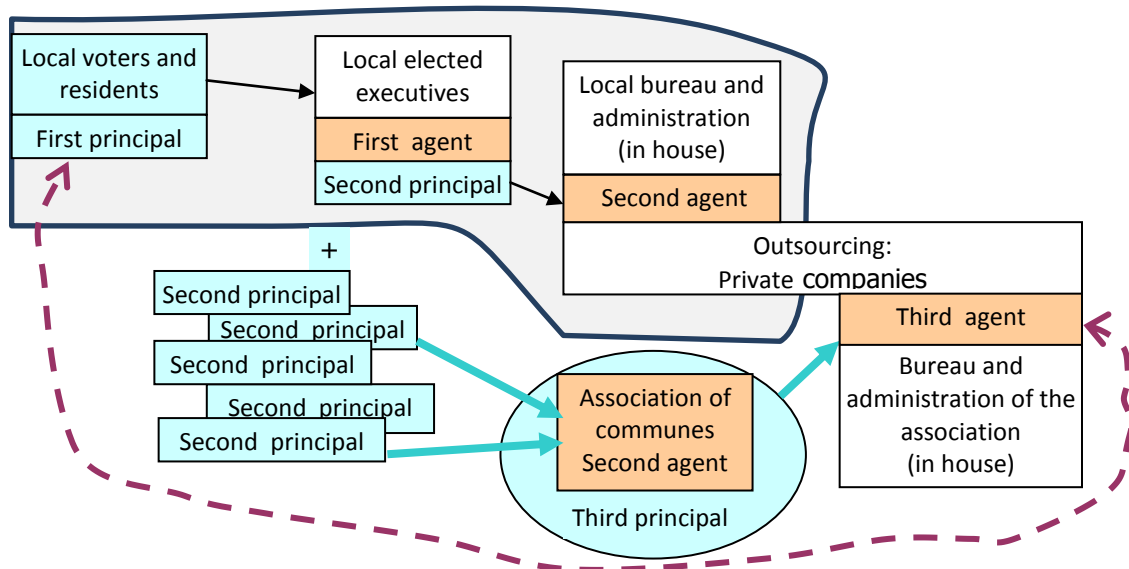 Local voters and
residents
First principal
Local elected
executives
First agent
Second principal
Local bureau and
administration
(in house)
Second agent
Outsourcing:
Private companies
+
Second principal
Second principal
Second principal
Second principal
Second principal
Association of
communes
Second agent
Third principal
Third agent
Bureau and
administration of the
association
(in house)